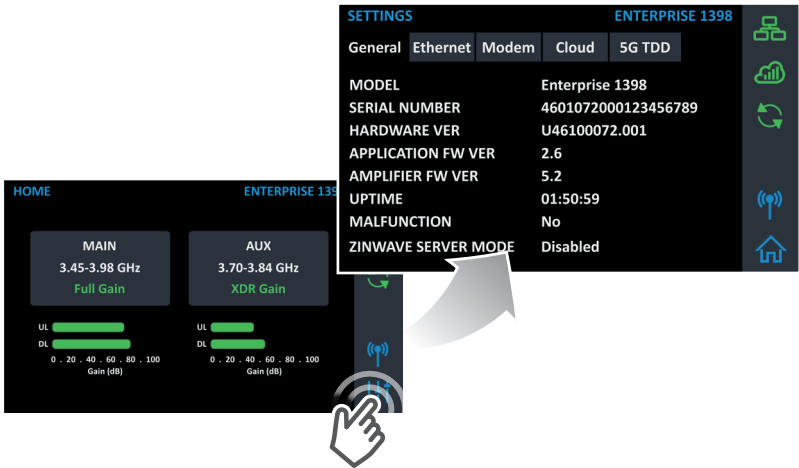 SETTINGS ENTERPRISE 1398
General Ethernet Modem Cloud 5G TDD
MODEL Enterprise 1398
SERIAL NUMBER 4601072000123456789
HARDWARE VER U46100072.001
APPLICATION FW VER 2.6
AMPLIFIER FW VER 5.2
UPTIME 01:50:59
MALFUNCTION No
ZINWAVE SERVER MODE Disabled
HOME ENTERPRISE 139
MAIN
3.45-3.98 GHz
Full Gain
AUX
3.70-3.84 GHz
XDR Gain
UL
DL
0 . 20 . 40 . 60 . 80 . 100
Gain (dB)
UL
DL
0 . 20 . 40 . 60 . 80 . 100
Gain (dB)